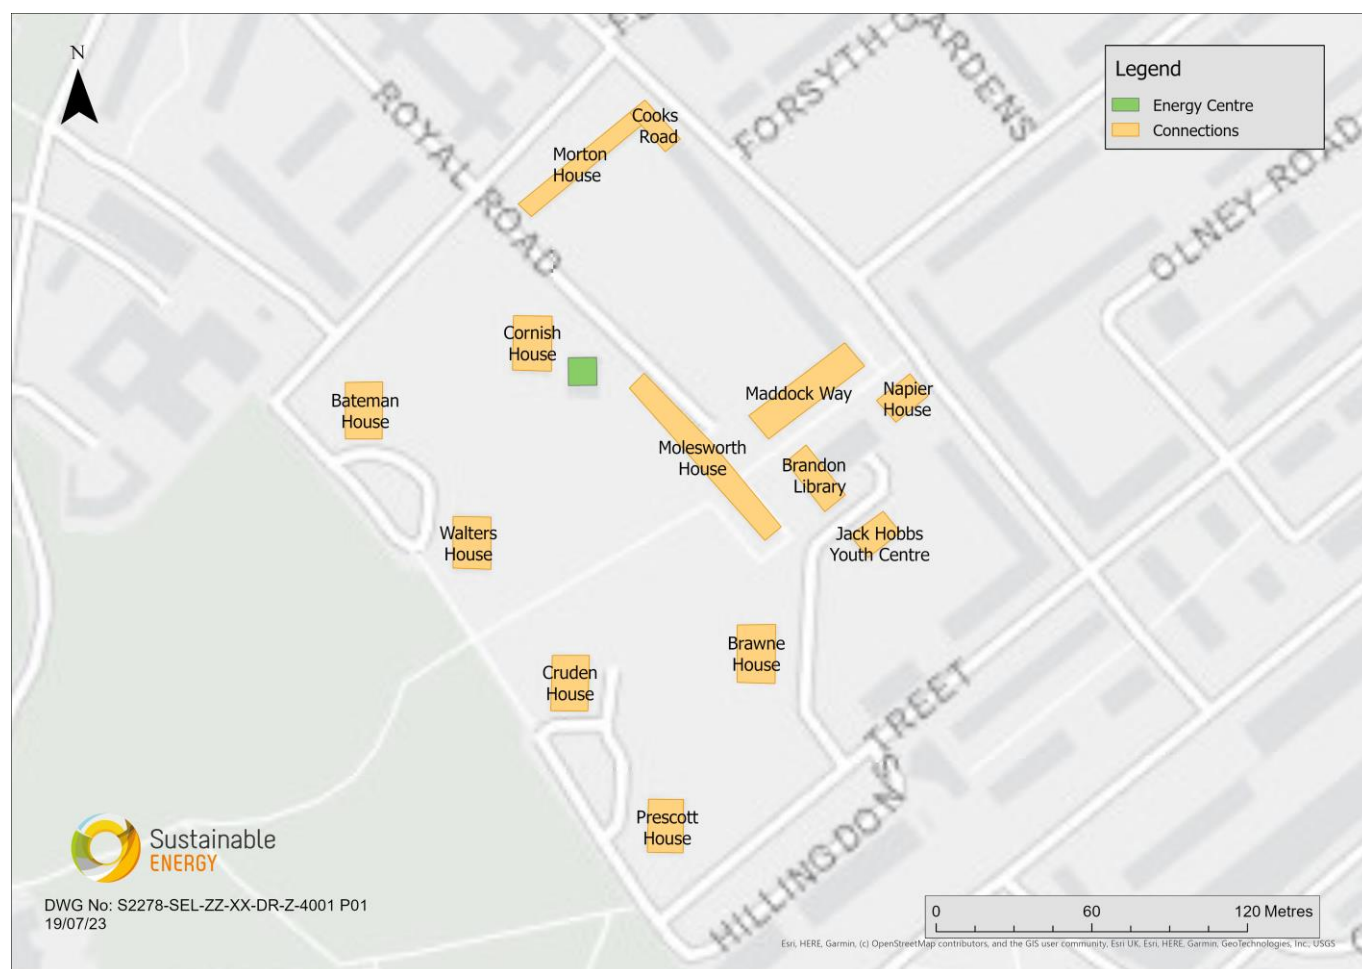 N
ROYAL ROAD
FORSYTH GARDENS
OLNEY ROAD
HILLINGDON STREET
Legend
Energy Centre
Connections
Cooks
Road
Morton
House
Cornish
House
Bateman
House
Maddock Way
Napier
House
Molesworth
House
Brandon
Library
Walters
House
Jack Hobbs
Youth Centre
Brawne
House
Cruden
House
Prescott
House
Sustainable
ENERGY
DWG No: S2278-SEL-ZZ-XX-DR-Z-4001 P01
19/07/23
0 60 120 Metres
Esri, HERE, Garmin, (c) OpenStreetMap contributors, and the GIS user community, Esri UK, Esri, HERE, Garmin, GeoTechnologies, Inc., USGS